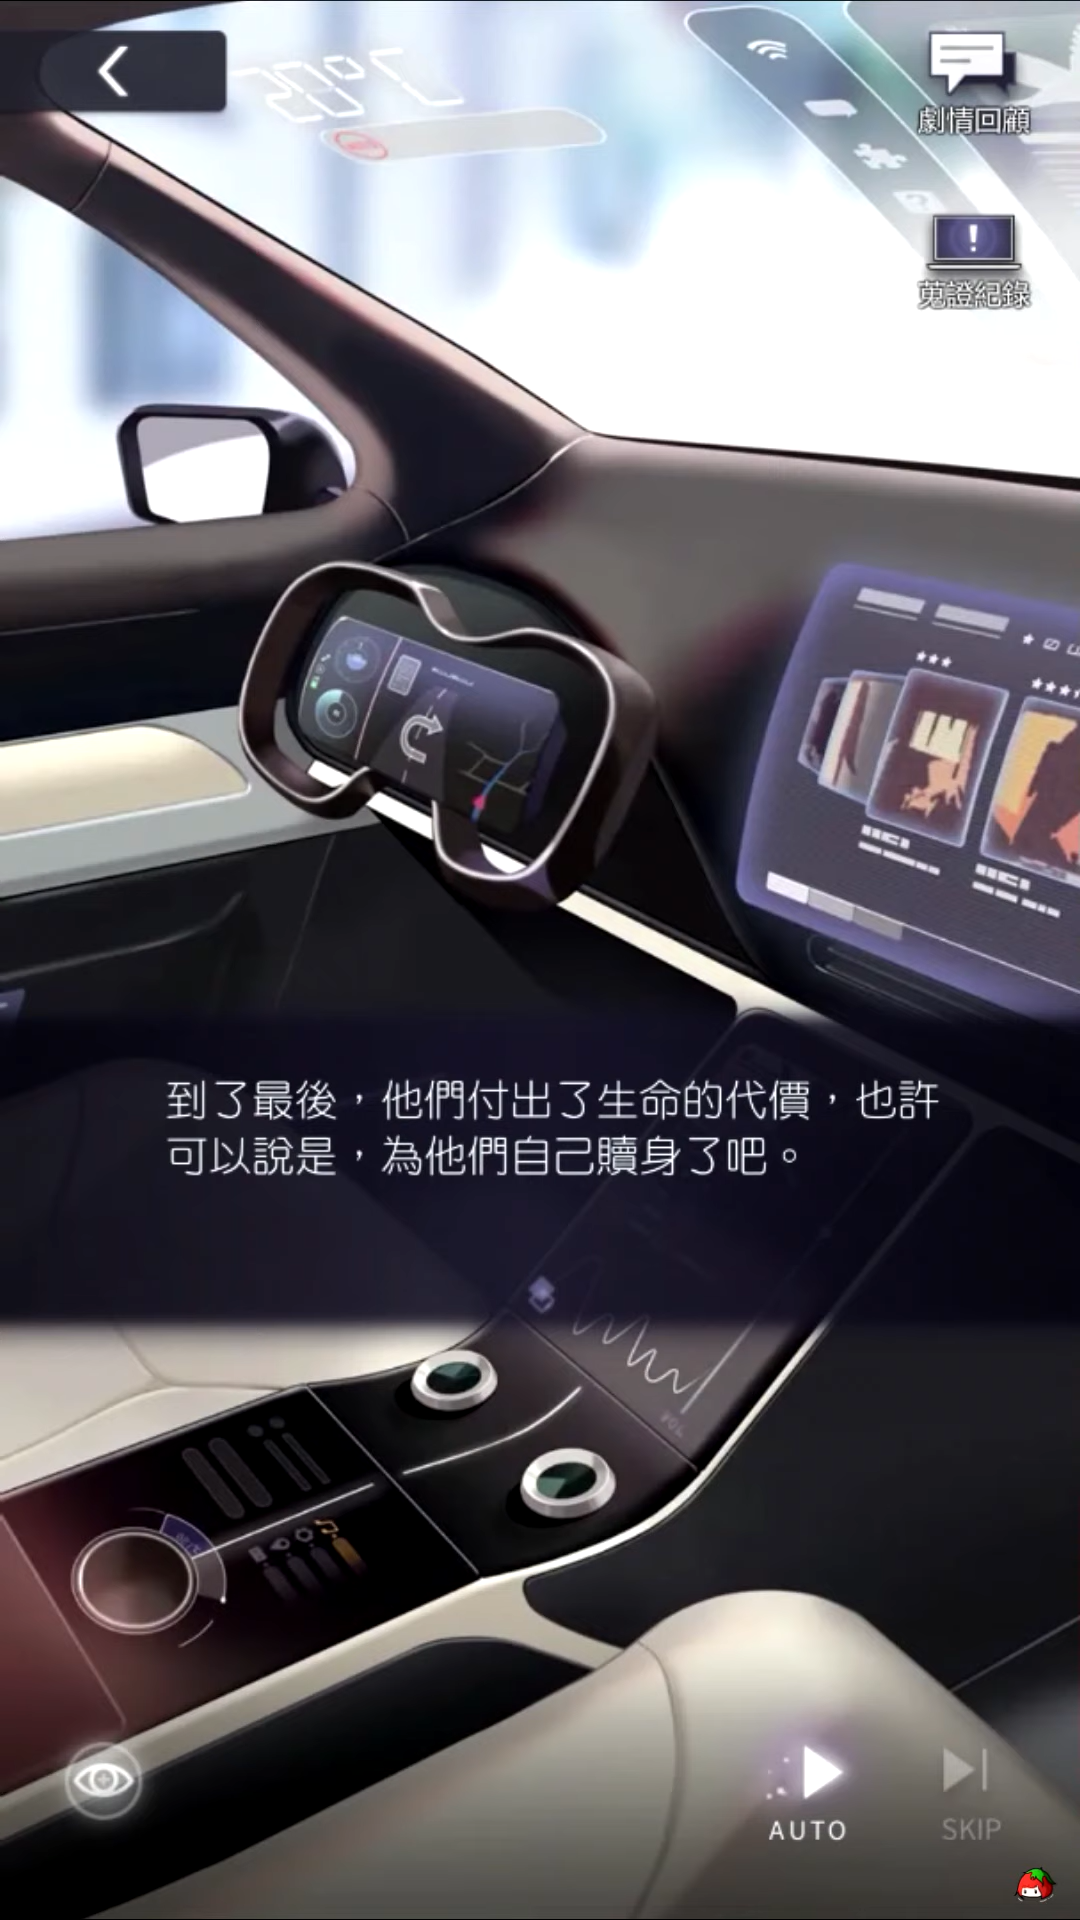 20°C
劇情回顧
蒐證紀錄
到了最後，他們付出了生命的代價，也許
可以說是，為他們自己贖身了吧。
AUTO
SKIP